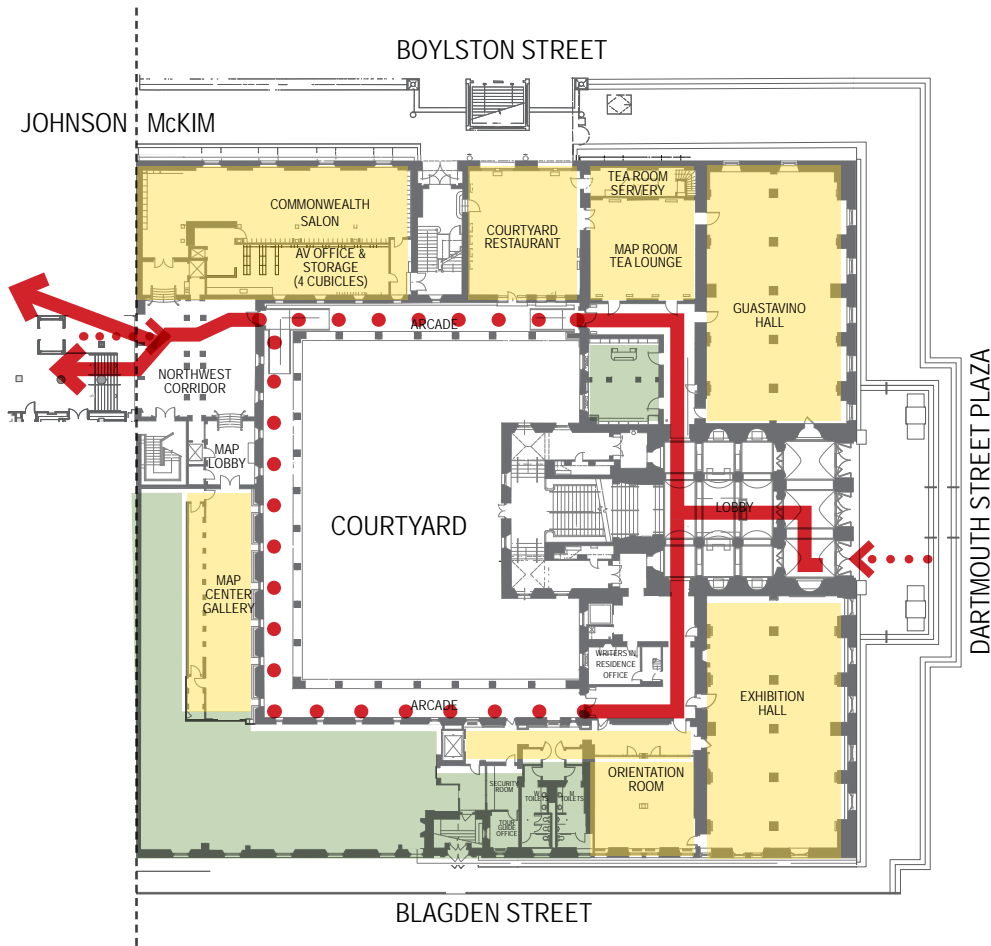 BOYLSTON STREET
JOHNSON
McKIM
TEA ROOM
SERVERY
COMMONWEALTH
SALON
COURTYARD
RESTAURANT
MAP ROOM
TEA LOUNGE
AV OFFICE &
STORAGE
(4 CUBICLES)
GUASTAVINO
HALL
ARCADE
NORTHWEST
CORRIDOR
MAP
LOBBY
LOBBY
COURTYARD
DARTMOUTH STREET PLAZA
MAP
CENTER
GALLERY
WRITERS IN
RESIDENCE
OFFICE
ARCADE
EXHIBITION
HALL
ORIENTATION
ROOM
SECURITY
ROOM
W
TOILETS
M
TOILETS
TOUR
GUIDE
OFFICE
BLAGDEN STREET